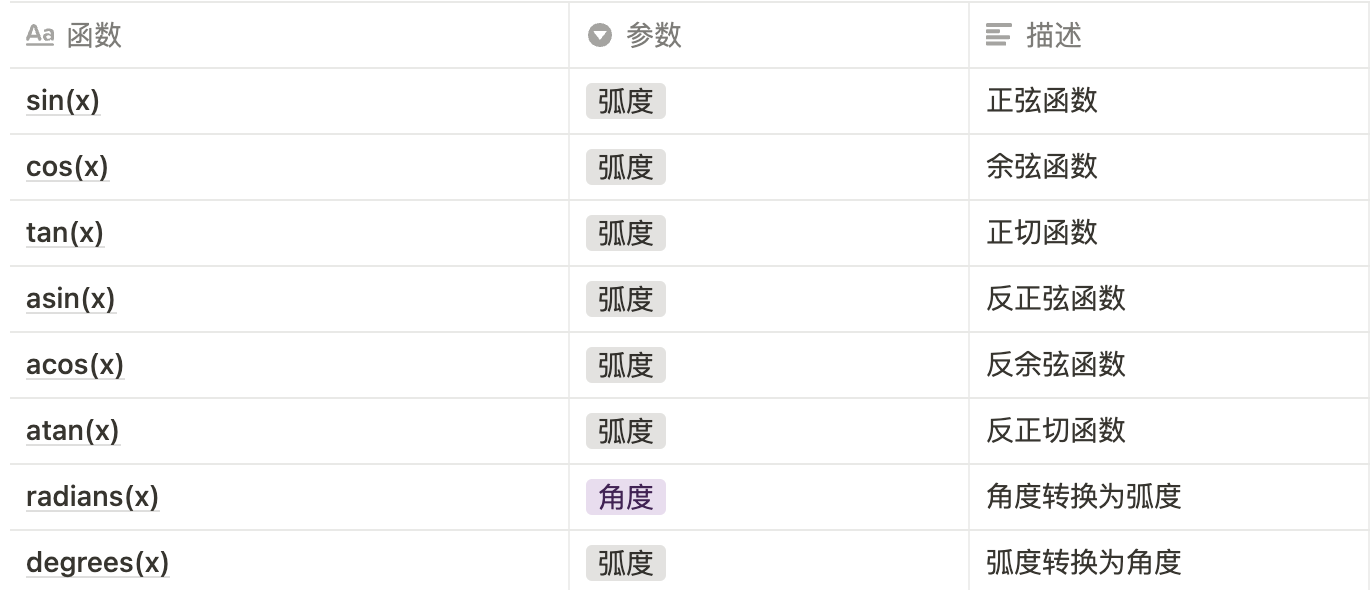 Aa 函数 参数 描述
sin(x) 弧度 正弦函数
cos(x) 弧度 余弦函数
tan(x) 弧度 正切函数
asin(x) 弧度 反正弦函数
acos(x) 弧度 反余弦函数
atan(x) 弧度 反正切函数
radians(x) 角度 角度转换为弧度
degrees(x) 弧度 弧度转换为角度